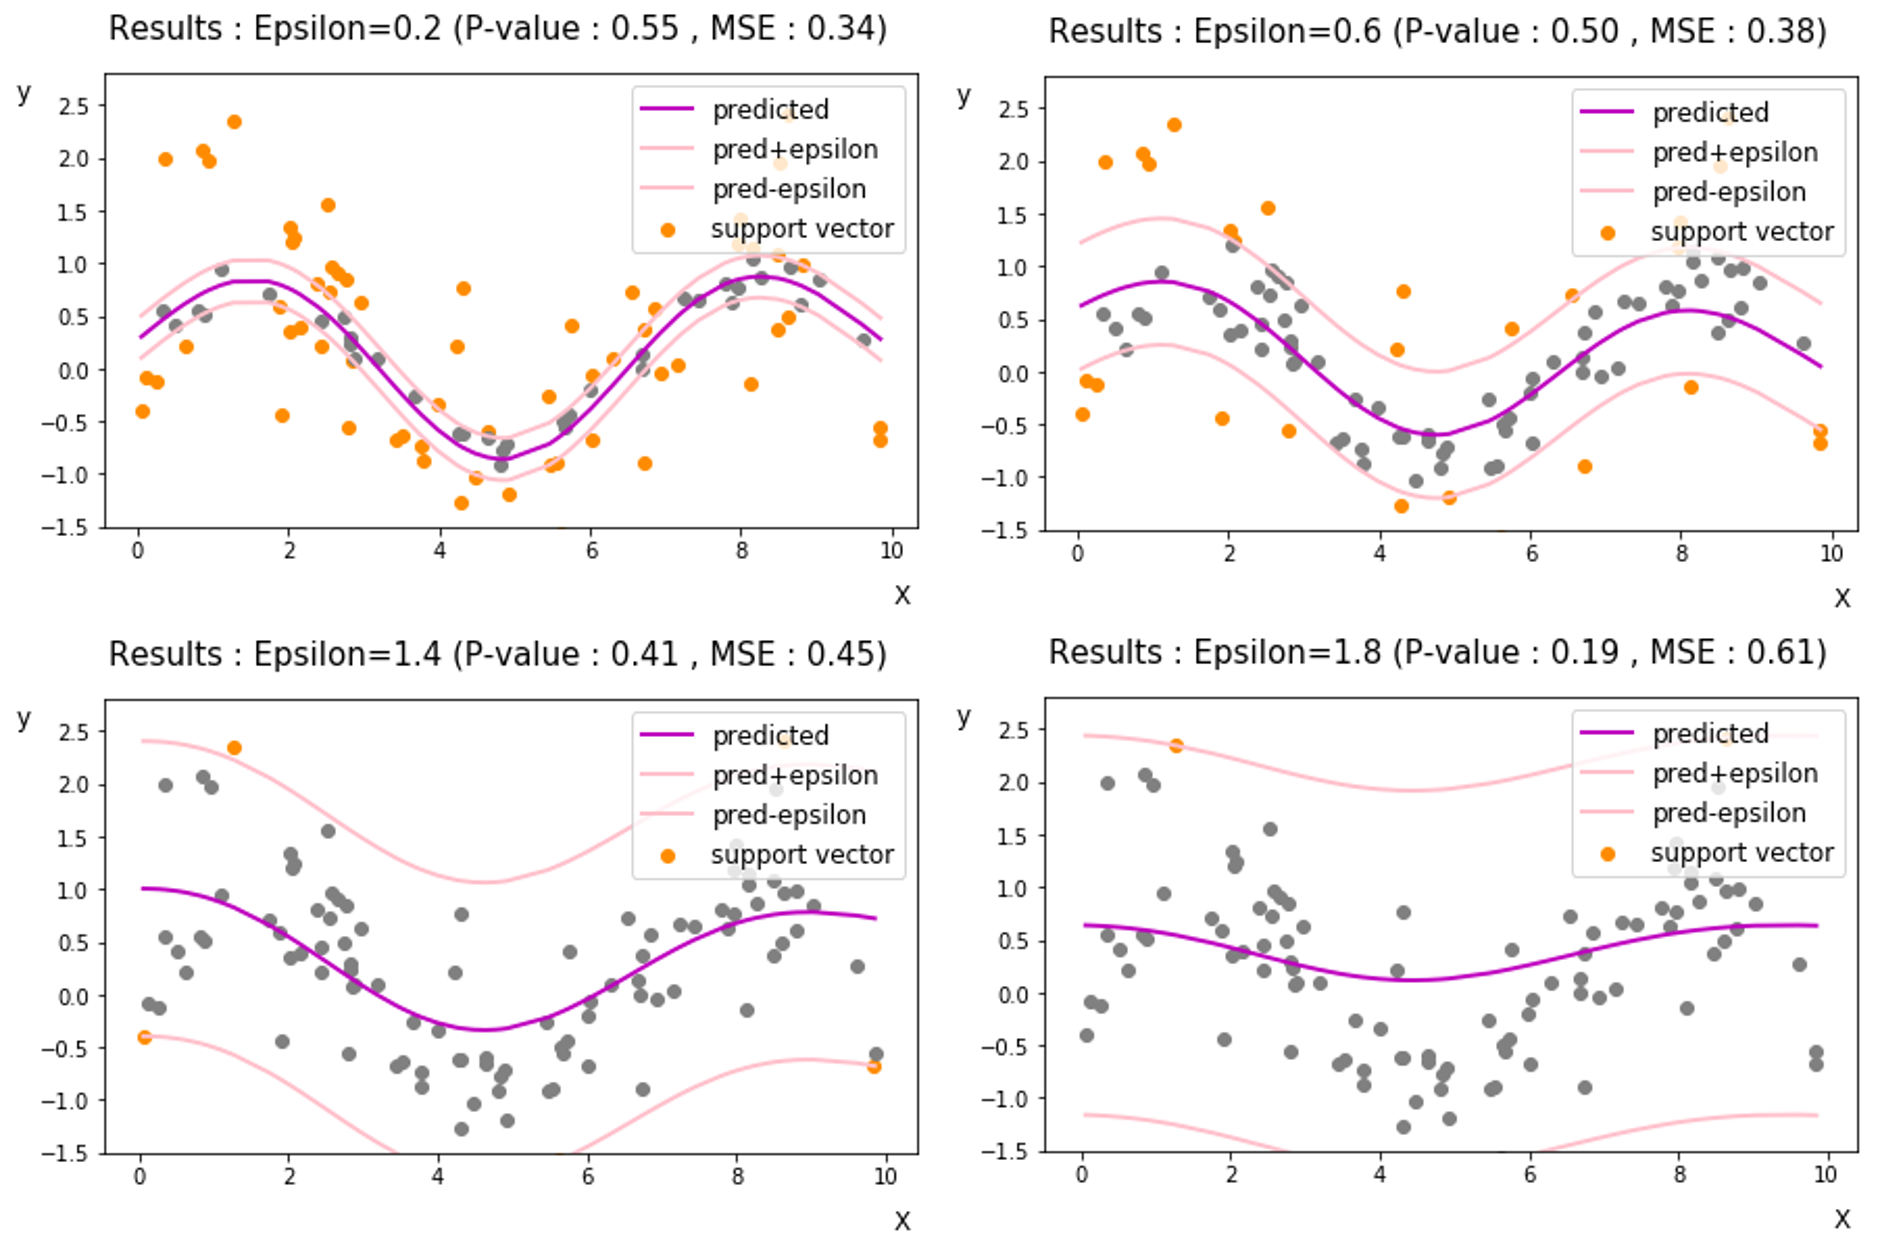 Results : Epsilon=0.2 (P-value : 0.55 , MSE : 0.34)
y
2.5
2.0
1.5
1.0
0.5
0.0
−0.5
−1.0
−1.5
predicted
pred+epsilon
pred-epsilon
support vector
0 2 4 6 8 10
X
Results : Epsilon=0.6 (P-value : 0.50 , MSE : 0.38)
y
2.5
2.0
1.5
1.0
0.5
0.0
−0.5
−1.0
−1.5
predicted
pred+epsilon
pred-epsilon
support vector
0 2 4 6 8 10
X
Results : Epsilon=1.4 (P-value : 0.41 , MSE : 0.45)
y
2.5
2.0
1.5
1.0
0.5
0.0
−0.5
−1.0
−1.5
predicted
pred+epsilon
pred-epsilon
support vector
0 2 4 6 8 10
X
Results : Epsilon=1.8 (P-value : 0.19 , MSE : 0.61)
y
2.5
2.0
1.5
1.0
0.5
0.0
−0.5
−1.0
−1.5
predicted
pred+epsilon
pred-epsilon
support vector
0 2 4 6 8 10
X